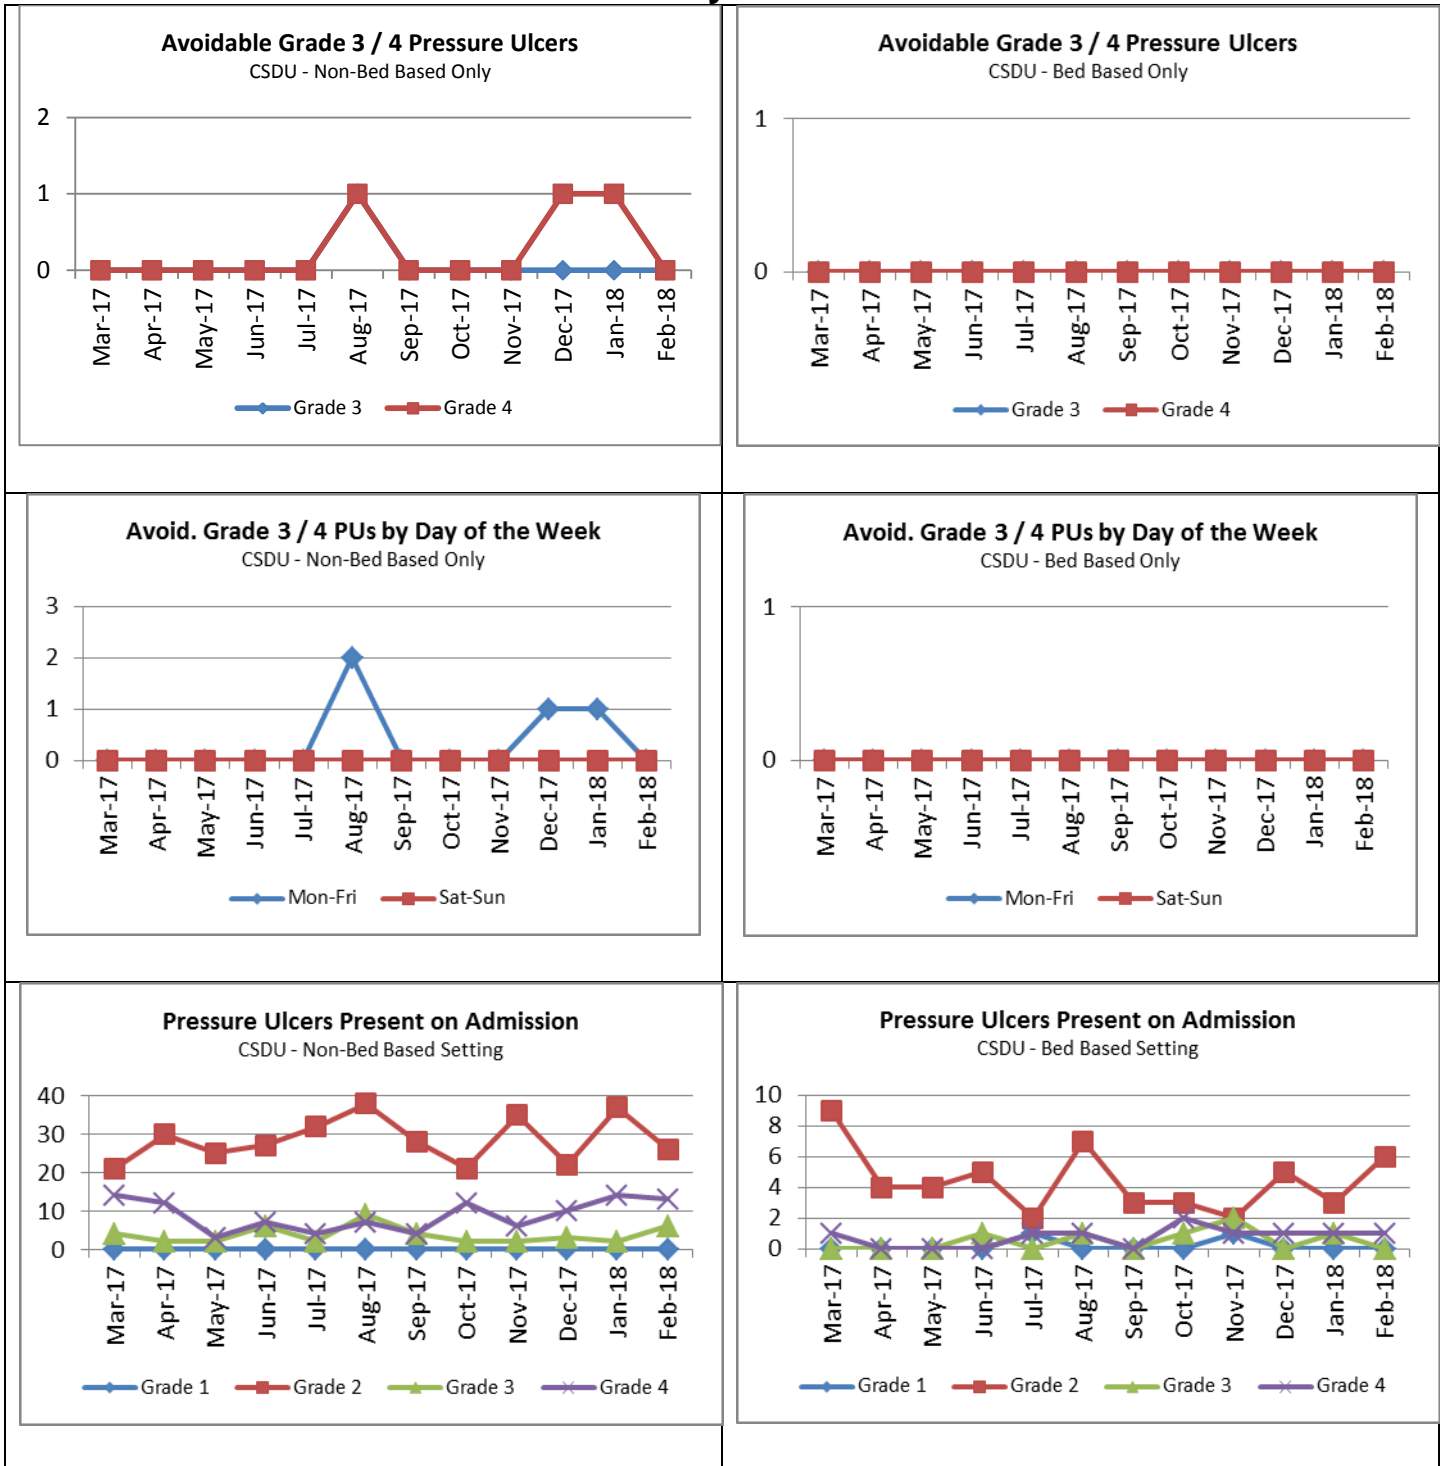 Avoidable Grade 3 / 4 Pressure Ulcers
CSDU - Non-Bed Based Only
2
1
0
Mar-17
Apr-17
May-17
Jun-17
Jul-17
Aug-17
Sep-17
Oct-17
Nov-17
Dec-17
Jan-18
Feb-18
Grade 3 Grade 4
Avoidable Grade 3 / 4 Pressure Ulcers
CSDU - Bed Based Only
1
0
Mar-17
Apr-17
May-17
Jun-17
Jul-17
Aug-17
Sep-17
Oct-17
Nov-17
Dec-17
Jan-18
Feb-18
Grade 3 Grade 4
Avoid. Grade 3 / 4 PUs by Day of the Week
CSDU - Non-Bed Based Only
3
2
1
0
Mar-17
Apr-17
May-17
Jun-17
Jul-17
Aug-17
Sep-17
Oct-17
Nov-17
Dec-17
Jan-18
Feb-18
Mon-Fri Sat-Sun
Avoid. Grade 3 / 4 PUs by Day of the Week
CSDU - Bed Based Only
1
0
Mar-17
Apr-17
May-17
Jun-17
Jul-17
Aug-17
Sep-17
Oct-17
Nov-17
Dec-17
Jan-18
Feb-18
Mon-Fri Sat-Sun
Pressure Ulcers Present on Admission
CSDU - Non-Bed Based Setting
40
30
20
10
0
Mar-17
Apr-17
May-17
Jun-17
Jul-17
Aug-17
Sep-17
Oct-17
Nov-17
Dec-17
Jan-18
Feb-18
Grade 1 Grade 2 Grade 3 Grade 4
Pressure Ulcers Present on Admission
CSDU - Bed Based Setting
10
8
6
4
2
0
Mar-17
Apr-17
May-17
Jun-17
Jul-17
Aug-17
Sep-17
Oct-17
Nov-17
Dec-17
Jan-18
Feb-18
Grade 1 Grade 2 Grade 3 Grade 4